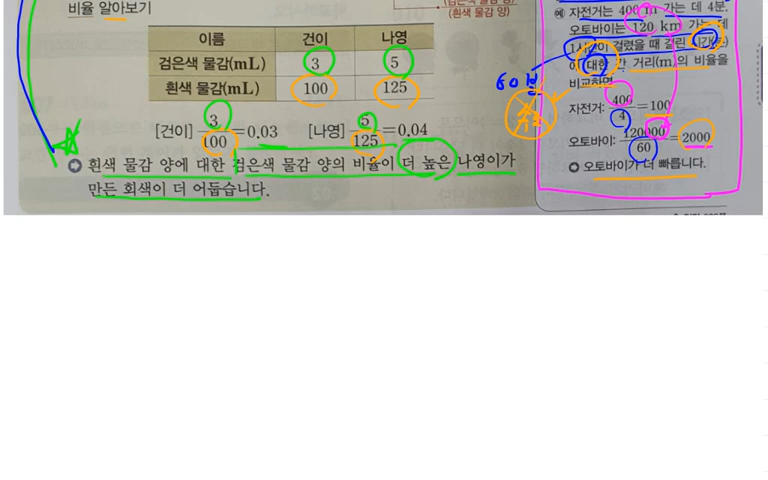 비율 알아보기
(흰색 물감 양)
이름 건이 나영
검은색 물감(mL) 3 5
흰색 물감(mL) 100 125
[건이] 3/100=0.03 [나영] 5/125=0.04
흰색 물감 양에 대한 검은색 물감 양의 비율이 더 높은 나영이가
만든 회색이 더 어둡습니다.
예 자전거는 400 m 가는 데 4분,
오토바이는 120 km 가는 데
1시간이 걸렸을 때 걸린 시간(분)
에 대한 간 거리(m)의 비율을
비교하면
60분
자전거: 400/4=100
오토바이: 120000/60=2000
오토바이가 더 빠릅니다.